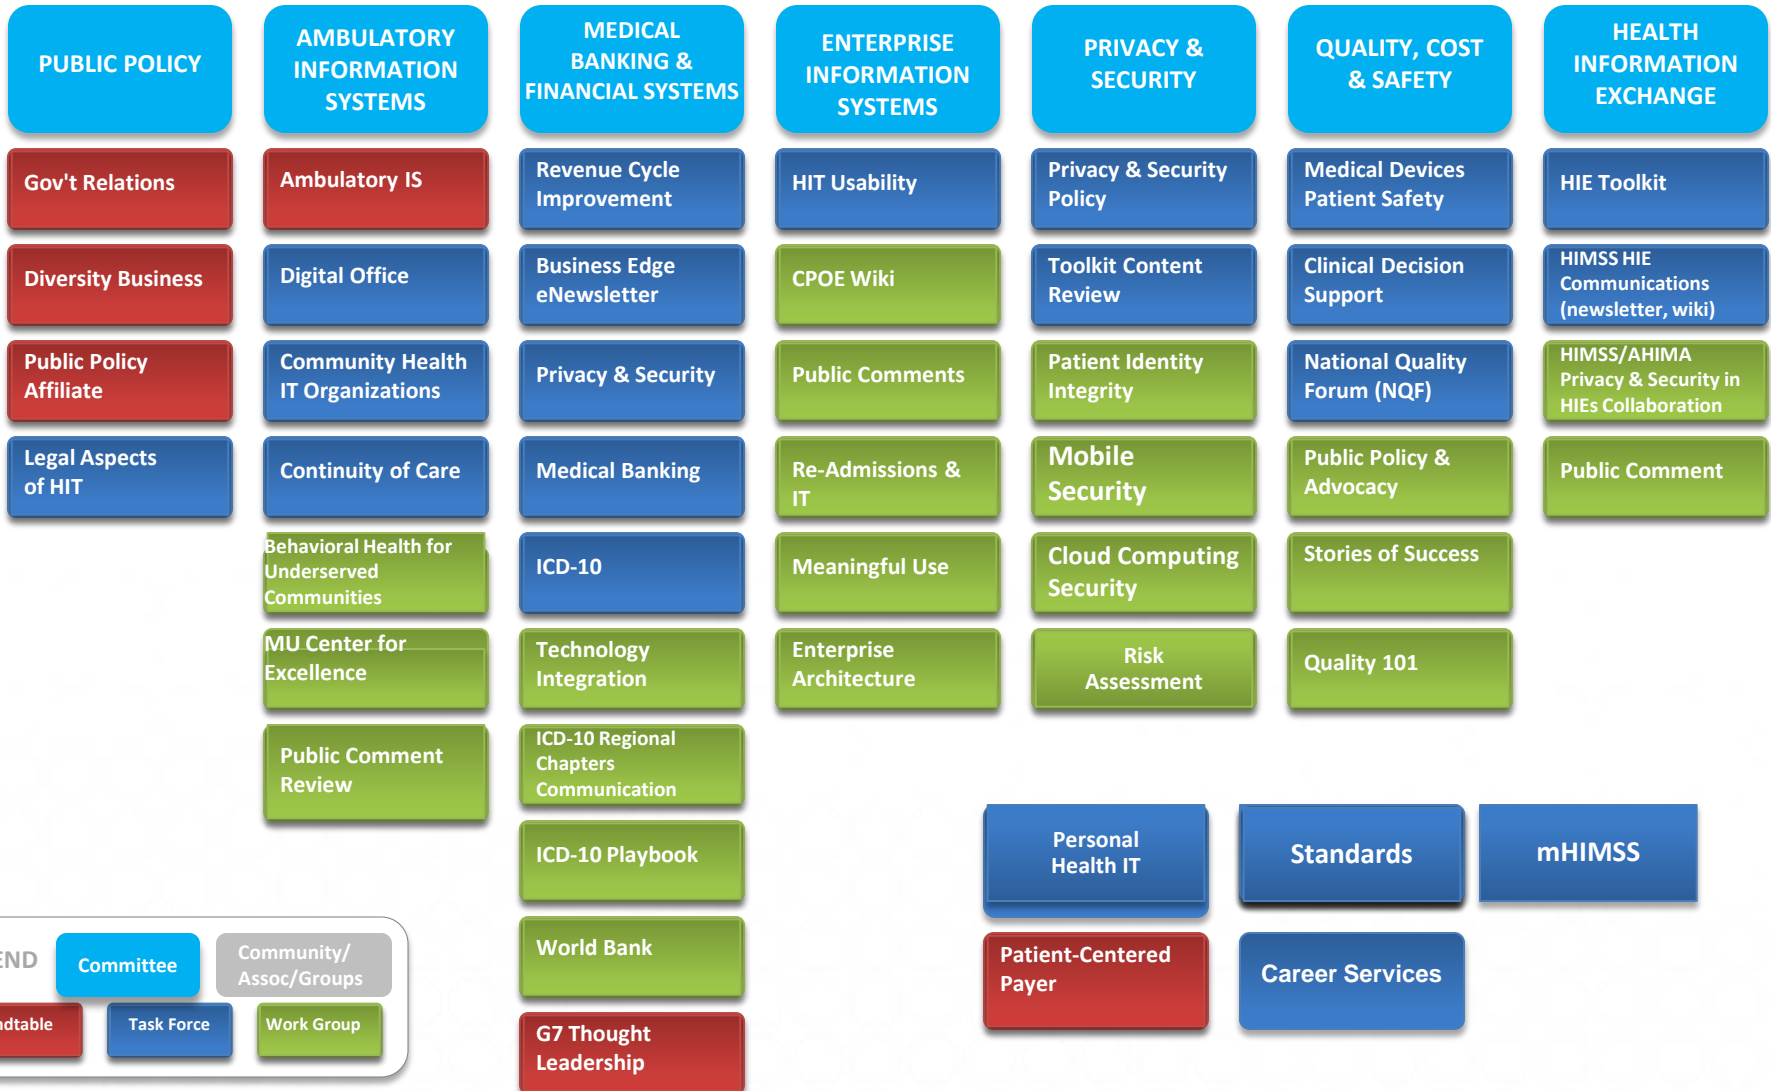 PUBLIC POLICY
AMBULATORY
INFORMATION
SYSTEMS
MEDICAL
BANKING &
FINANCIAL SYSTEMS
ENTERPRISE
INFORMATION
SYSTEMS
PRIVACY &
SECURITY
QUALITY, COST
& SAFETY
HEALTH
INFORMATION
EXCHANGE
Gov't Relations
Diversity Business
Public Policy
Affiliate
Legal Aspects
of HIT
Ambulatory IS
Digital Office
Community Health
IT Organizations
Continuity of Care
Behavioral Health for
Underserved
Communities
MU Center for
Excellence
Public Comment
Review
Revenue Cycle
Improvement
Business Edge
eNewsletter
Privacy & Security
Medical Banking
ICD-10
Technology
Integration
ICD-10 Regional
Chapters
Communication
ICD-10 Playbook
World Bank
G7 Thought
Leadership
HIT Usability
CPOE Wiki
Public Comments
Re-Admissions &
IT
Meaningful Use
Enterprise
Architecture
Privacy & Security
Policy
Toolkit Content
Review
Patient Identity
Integrity
Mobile
Security
Cloud Computing
Security
Risk
Assessment
Medical Devices
Patient Safety
Clinical Decision
Support
National Quality
Forum (NQF)
Public Policy &
Advocacy
Stories of Success
Quality 101
HIE Toolkit
HIMSS HIE
Communications
(newsletter, wiki)
HIMSS/AHIMA
Privacy & Security in
HIEs Collaboration
Public Comment
Personal
Health IT
Standards
mHIMSS
Patient-Centered
Payer
Career Services
END
Committee
Community/
Assoc/Groups
ndtable
Task Force
Work Group